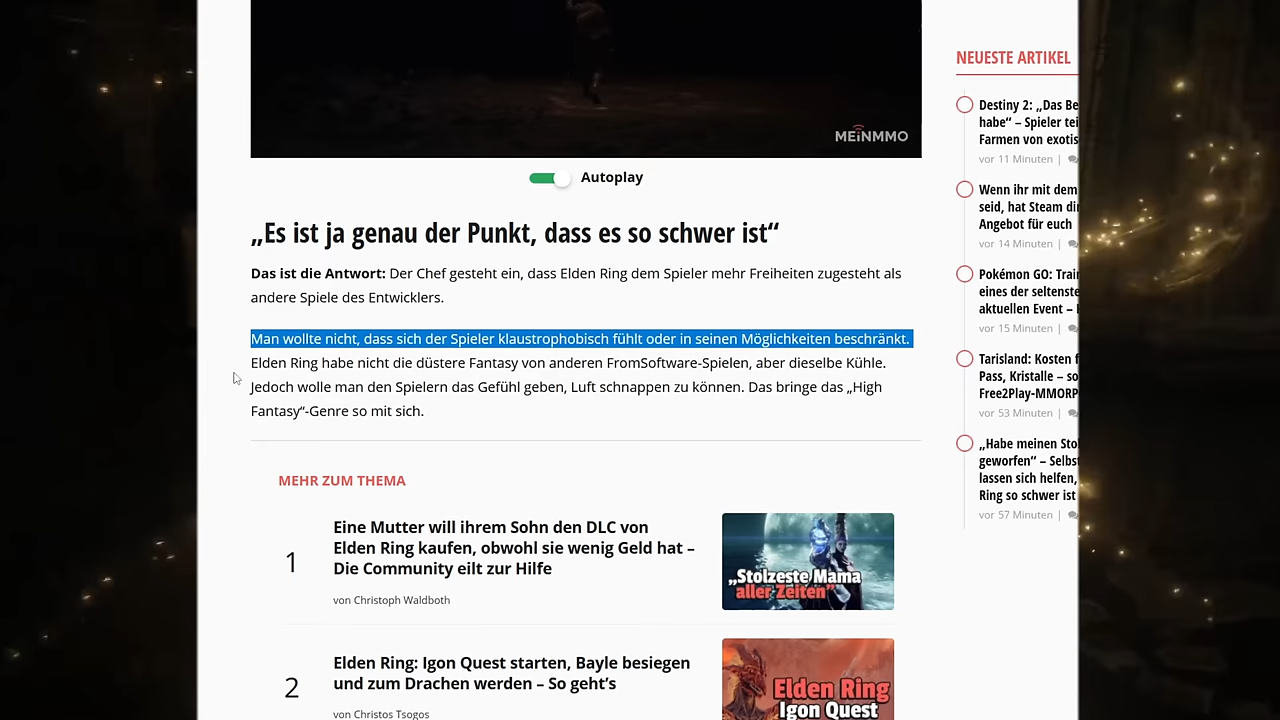 MEiNMMO
Autoplay
„Es ist ja genau der Punkt, dass es so schwer ist“
Das ist die Antwort: Der Chef gesteht ein, dass Elden Ring dem Spieler mehr Freiheiten zugesteht als
andere Spiele des Entwicklers.
Man wollte nicht, dass sich der Spieler klaustrophobisch fühlt oder in seinen Möglichkeiten beschränkt.
Elden Ring habe nicht die düstere Fantasy von anderen FromSoftware-Spielen, aber dieselbe Kühle.
Jedoch wolle man den Spielern das Gefühl geben, Luft schnappen zu können. Das bringe das „High
Fantasy“-Genre so mit sich.
MEHR ZUM THEMA
1
Eine Mutter will ihrem Sohn den DLC von
Elden Ring kaufen, obwohl sie wenig Geld hat –
Die Community eilt zur Hilfe
von Christoph Waldboth
„Stolzeste Mama
aller Zeiten“
2
Elden Ring: Igon Quest starten, Bayle besiegen
und zum Drachen werden – So geht’s
von Christos Tsogos
Elden Ring
Igon Quest
NEUESTE ARTIKEL
Destiny 2: „Das Be
habe“ – Spieler tei
Farmen von exotis
vor 11 Minuten |
Wenn ihr mit dem
seid, hat Steam di
Angebot für euch
vor 14 Minuten |
Pokémon GO: Trai
eines der seltenste
aktuellen Event –
vor 15 Minuten |
Tarisland: Kosten f
Pass, Kristalle – so
Free2Play-MMORP
vor 53 Minuten |
„Habe meinen Stol
geworfen“ – Selbst
lassen sich helfen,
Ring so schwer ist
vor 57 Minuten |